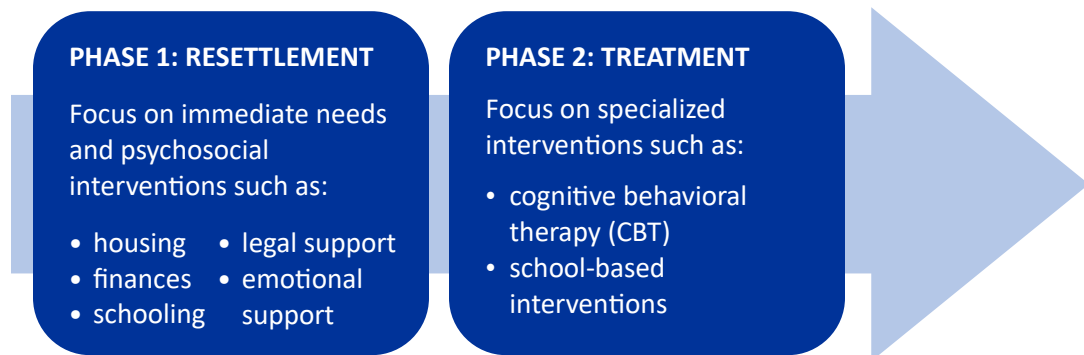 PHASE 1: RESETTLEMENT
Focus on immediate needs
and psychosocial
interventions such as:
• housing
• finances
• schooling
• legal support
• emotional
support
PHASE 2: TREATMENT
Focus on specialized
interventions such as:
• cognitive behavioral
therapy (CBT)
• school-based
interventions